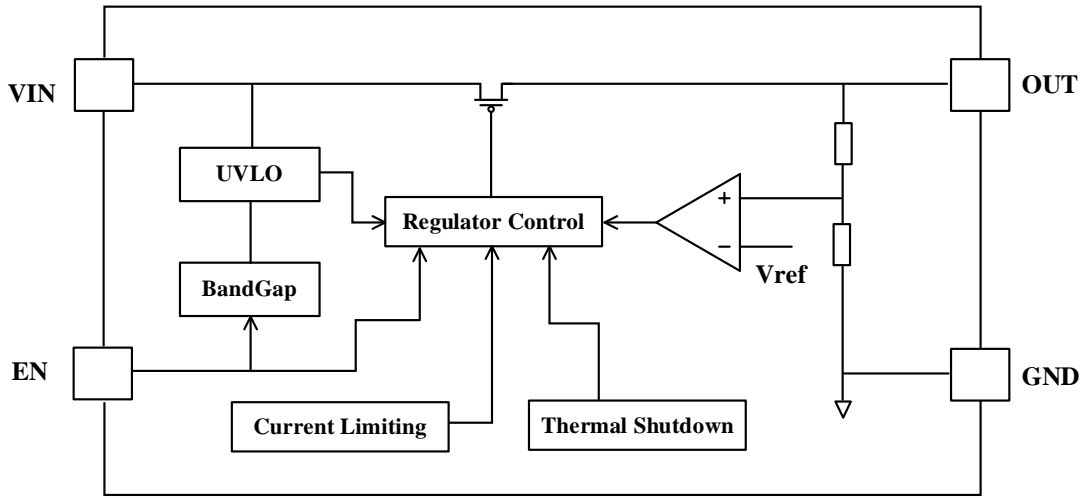 VIN
OUT
UVLO
Regulator Control
+
−
Vref
BandGap
EN
GND
Current Limiting
Thermal Shutdown